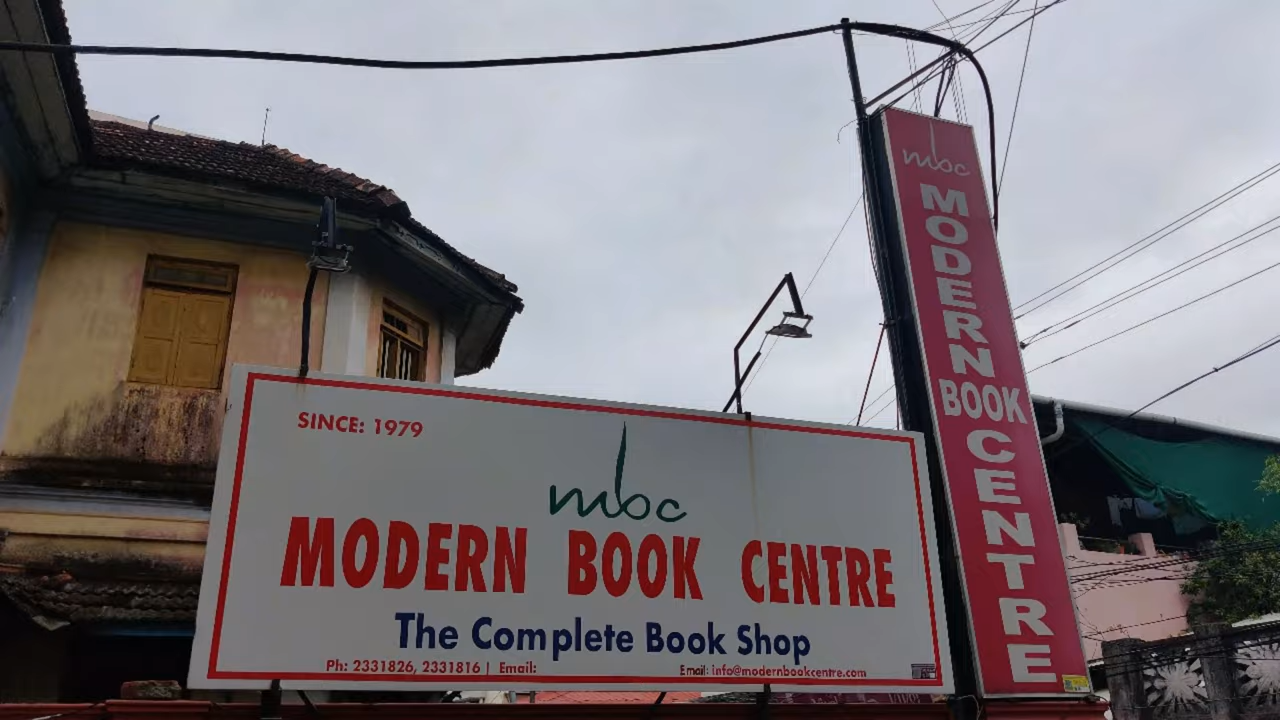 SINCE: 1979
mbc
MODERN BOOK CENTRE
The Complete Book Shop
Ph: 2331826, 2331816 | Email:
Email: info@modernbookcentre.com
mbc
MODERN
BOOK
CENTRE